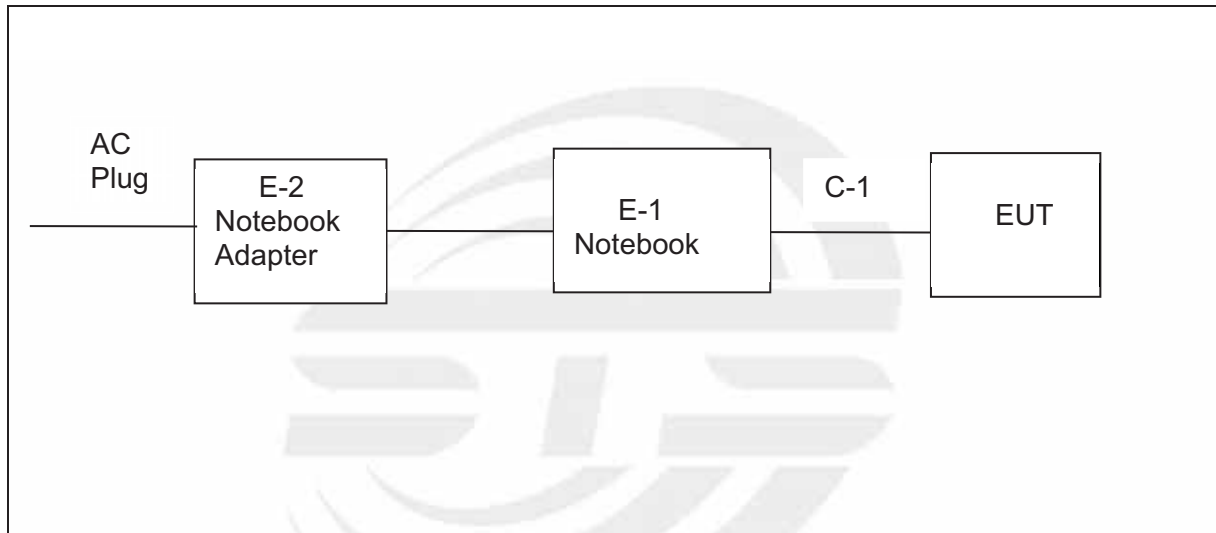 AC
Plug
E-2
Notebook
Adapter
E-1
Notebook
C-1
EUT